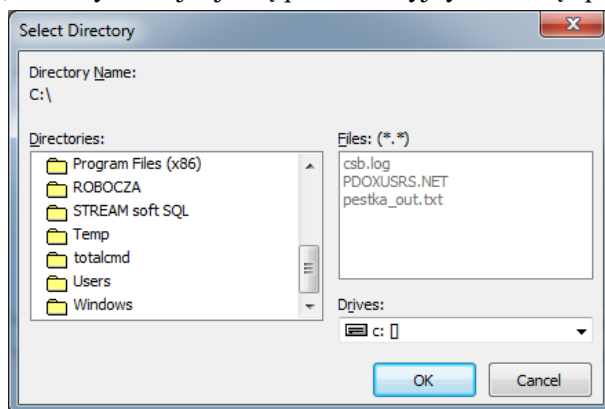 Select Directory
Directory Name:
C:\
Directories:
Program Files (x86)
ROBOCZA
STREAM soft SQL
Temp
totalcmd
Users
Windows
Files: (*.*)
csb.log
PDOXUSRS.NET
pestka_out.txt
Drives:
c: []
OK
Cancel